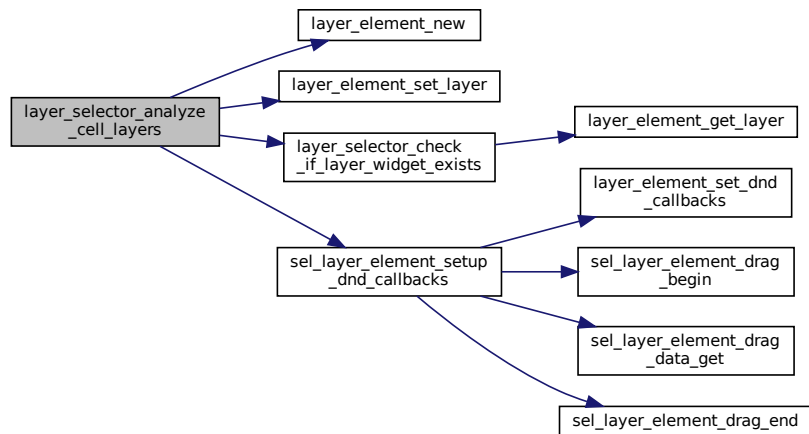 layer_element_new
layer_element_set_layer
layer_selector_analyze
_cell_layers
layer_selector_check
_if_layer_widget_exists
layer_element_get_layer
layer_element_set_dnd
_callbacks
sel_layer_element_setup
_dnd_callbacks
sel_layer_element_drag
_begin
sel_layer_element_drag
_data_get
sel_layer_element_drag_end